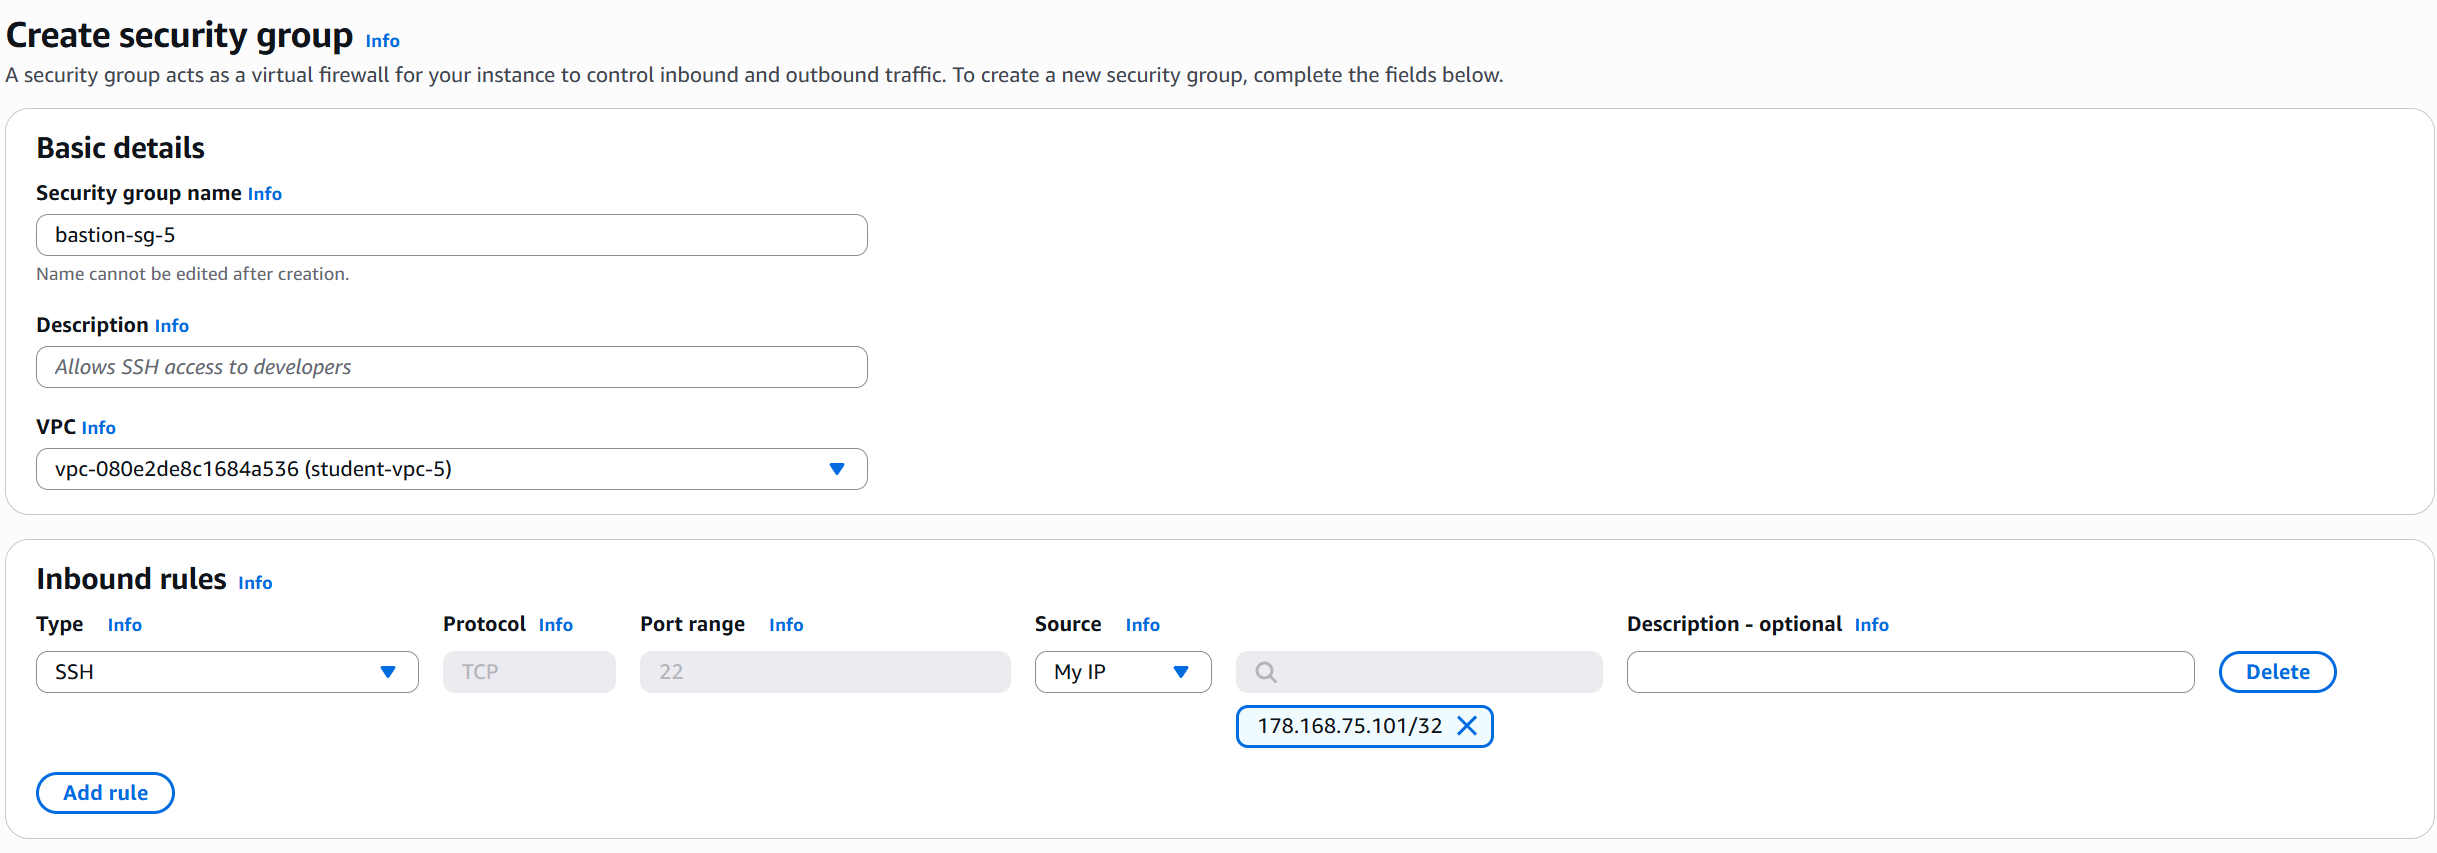 Create security group Info
A security group acts as a virtual firewall for your instance to control inbound and outbound traffic. To create a new security group, complete the fields below.
Basic details
Security group name Info
bastion-sg-5
Name cannot be edited after creation.
Description Info
Allows SSH access to developers
VPC Info
vpc-080e2de8c1684a536 (student-vpc-5)
Inbound rules Info
Type Info Protocol Info Port range Info Source Info Description - optional Info
SSH TCP 22 My IP Delete
178.168.75.101/32
Add rule